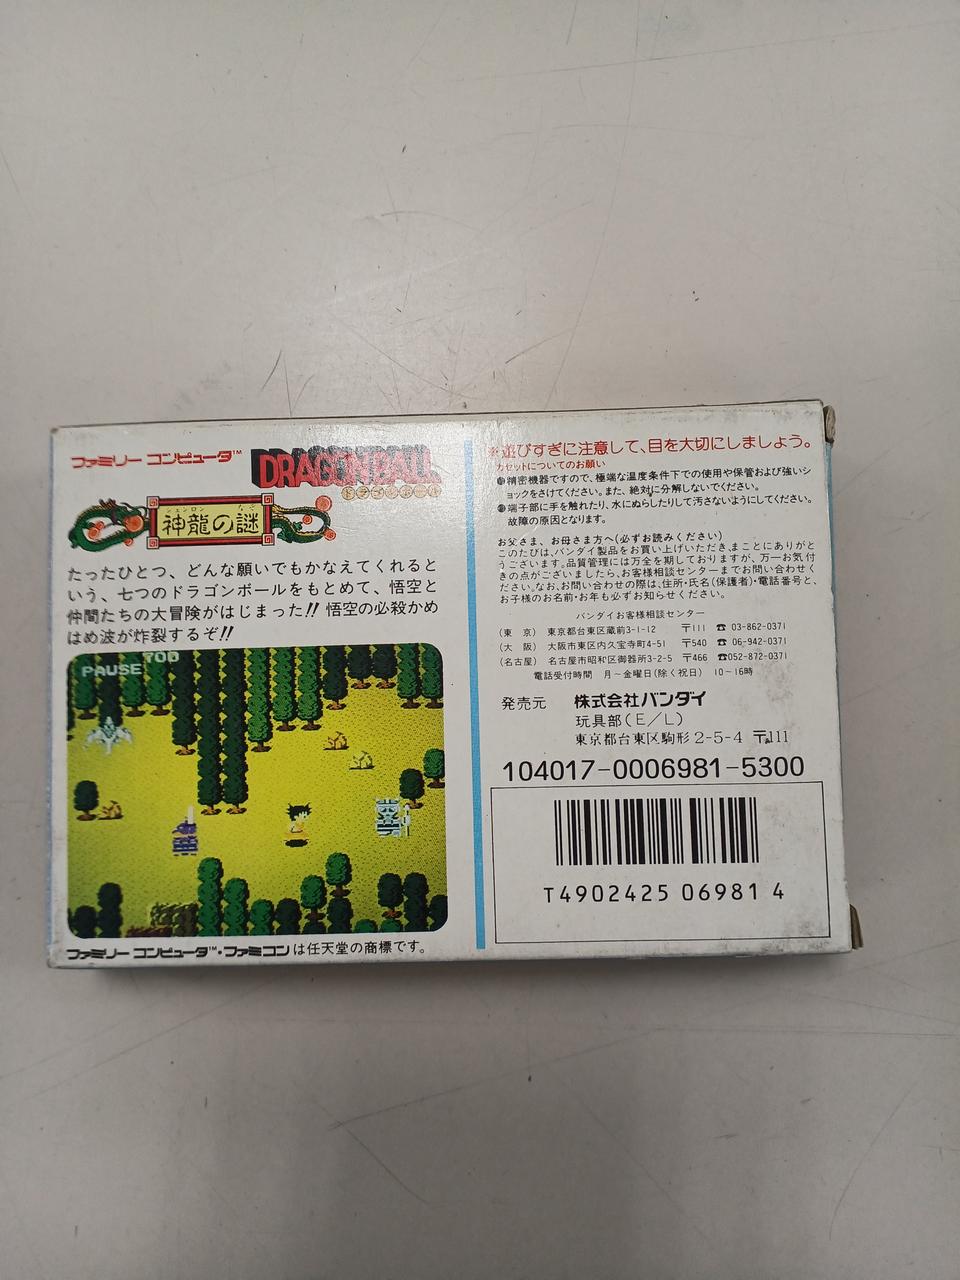 ファミリー コンピュータ™
DRAGON BALL
ドラゴンボール
シェンロン なぞ
神龍の謎
たったひとつ、どんな願いでもかなえてくれると
いう、七つのドラゴンボールをもとめて、悟空と
仲間たちの大冒険がはじまった!! 悟空の必殺かめ
はめ波が炸裂するぞ!!
PAUSE
ファミリー コンピュータ™・ファミコンは任天堂の商標です。
※遊びすぎに注意して、目を大切にしましょう。
カセットについてのお願い
●精密機器ですので、極端な温度条件下での使用や保管および強いシ
ョックをさけてください。また、絶対に分解しないでください。
●端子部に手を触れたり、水にぬらしたりして汚さないようにしてください。
故障の原因となります。
お父さま、お母さま方へ(必ずお読みください)
このたびは、バンダイ製品をお買い上げいただき、まことにありがと
うございます。品質管理には万全を期しておりますが、万一お気付
きの点がございましたら、お客様相談センターまでお問い合わせく
ださい。なお、お問い合わせの際は、住所・氏名(保護者)・電話番号と、
お子様のお名前・お年も必ずお知らせください。
バンダイお客様相談センター
(東 京) 東京都台東区蔵前3-1-12 〒111 ☎ 03-862-0371
(大 阪) 大阪市東区内久宝寺町4-51 〒540 ☎ 06-942-0371
(名古屋) 名古屋市昭和区御器所3-2-5 〒466 ☎052-872-0371
電話受付時間 月〜金曜日(除く祝日) 10〜16時
発売元 株式会社バンダイ
玩具部(E/L)
東京都台東区駒形2-5-4 〒111
104017-0006981-5300
T4902425 06981 4